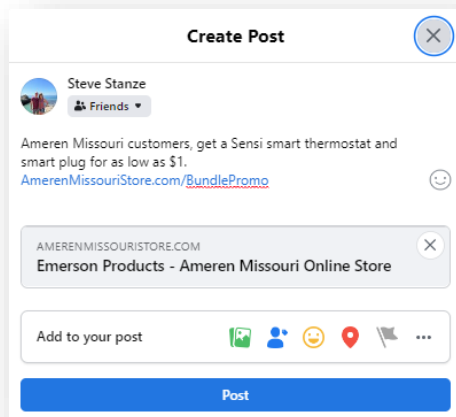 Create Post
Steve Stanze
Friends
Ameren Missouri customers, get a Sensi smart thermostat and
smart plug for as low as $1.
AmerenMissouriStore.com/BundlePromo
AMERENMISSOURISTORE.COM
Emerson Products - Ameren Missouri Online Store
Add to your post
Post